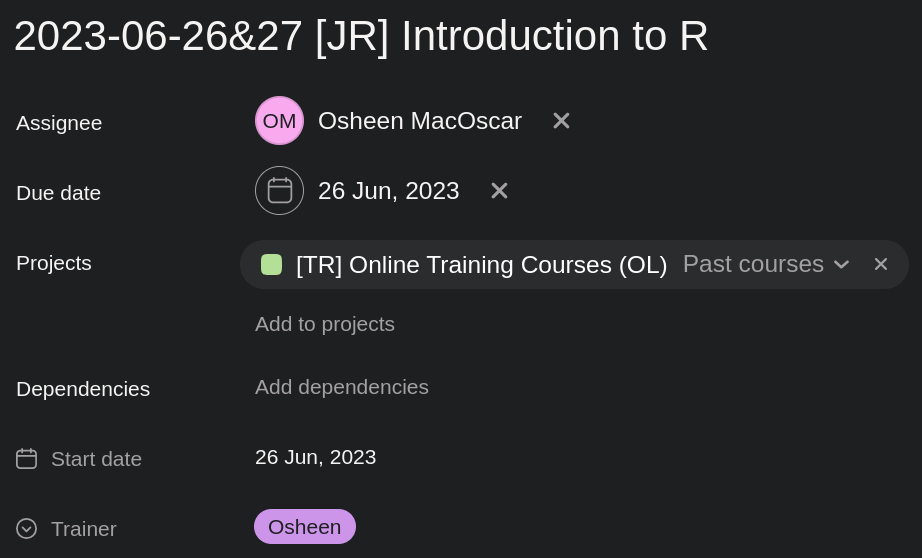 2023-06-26&27 [JR] Introduction to R
Assignee OM Osheen MacOscar
Due date 26 Jun, 2023
Projects [TR] Online Training Courses (OL) Past courses
Add to projects
Dependencies Add dependencies
Start date 26 Jun, 2023
Trainer Osheen